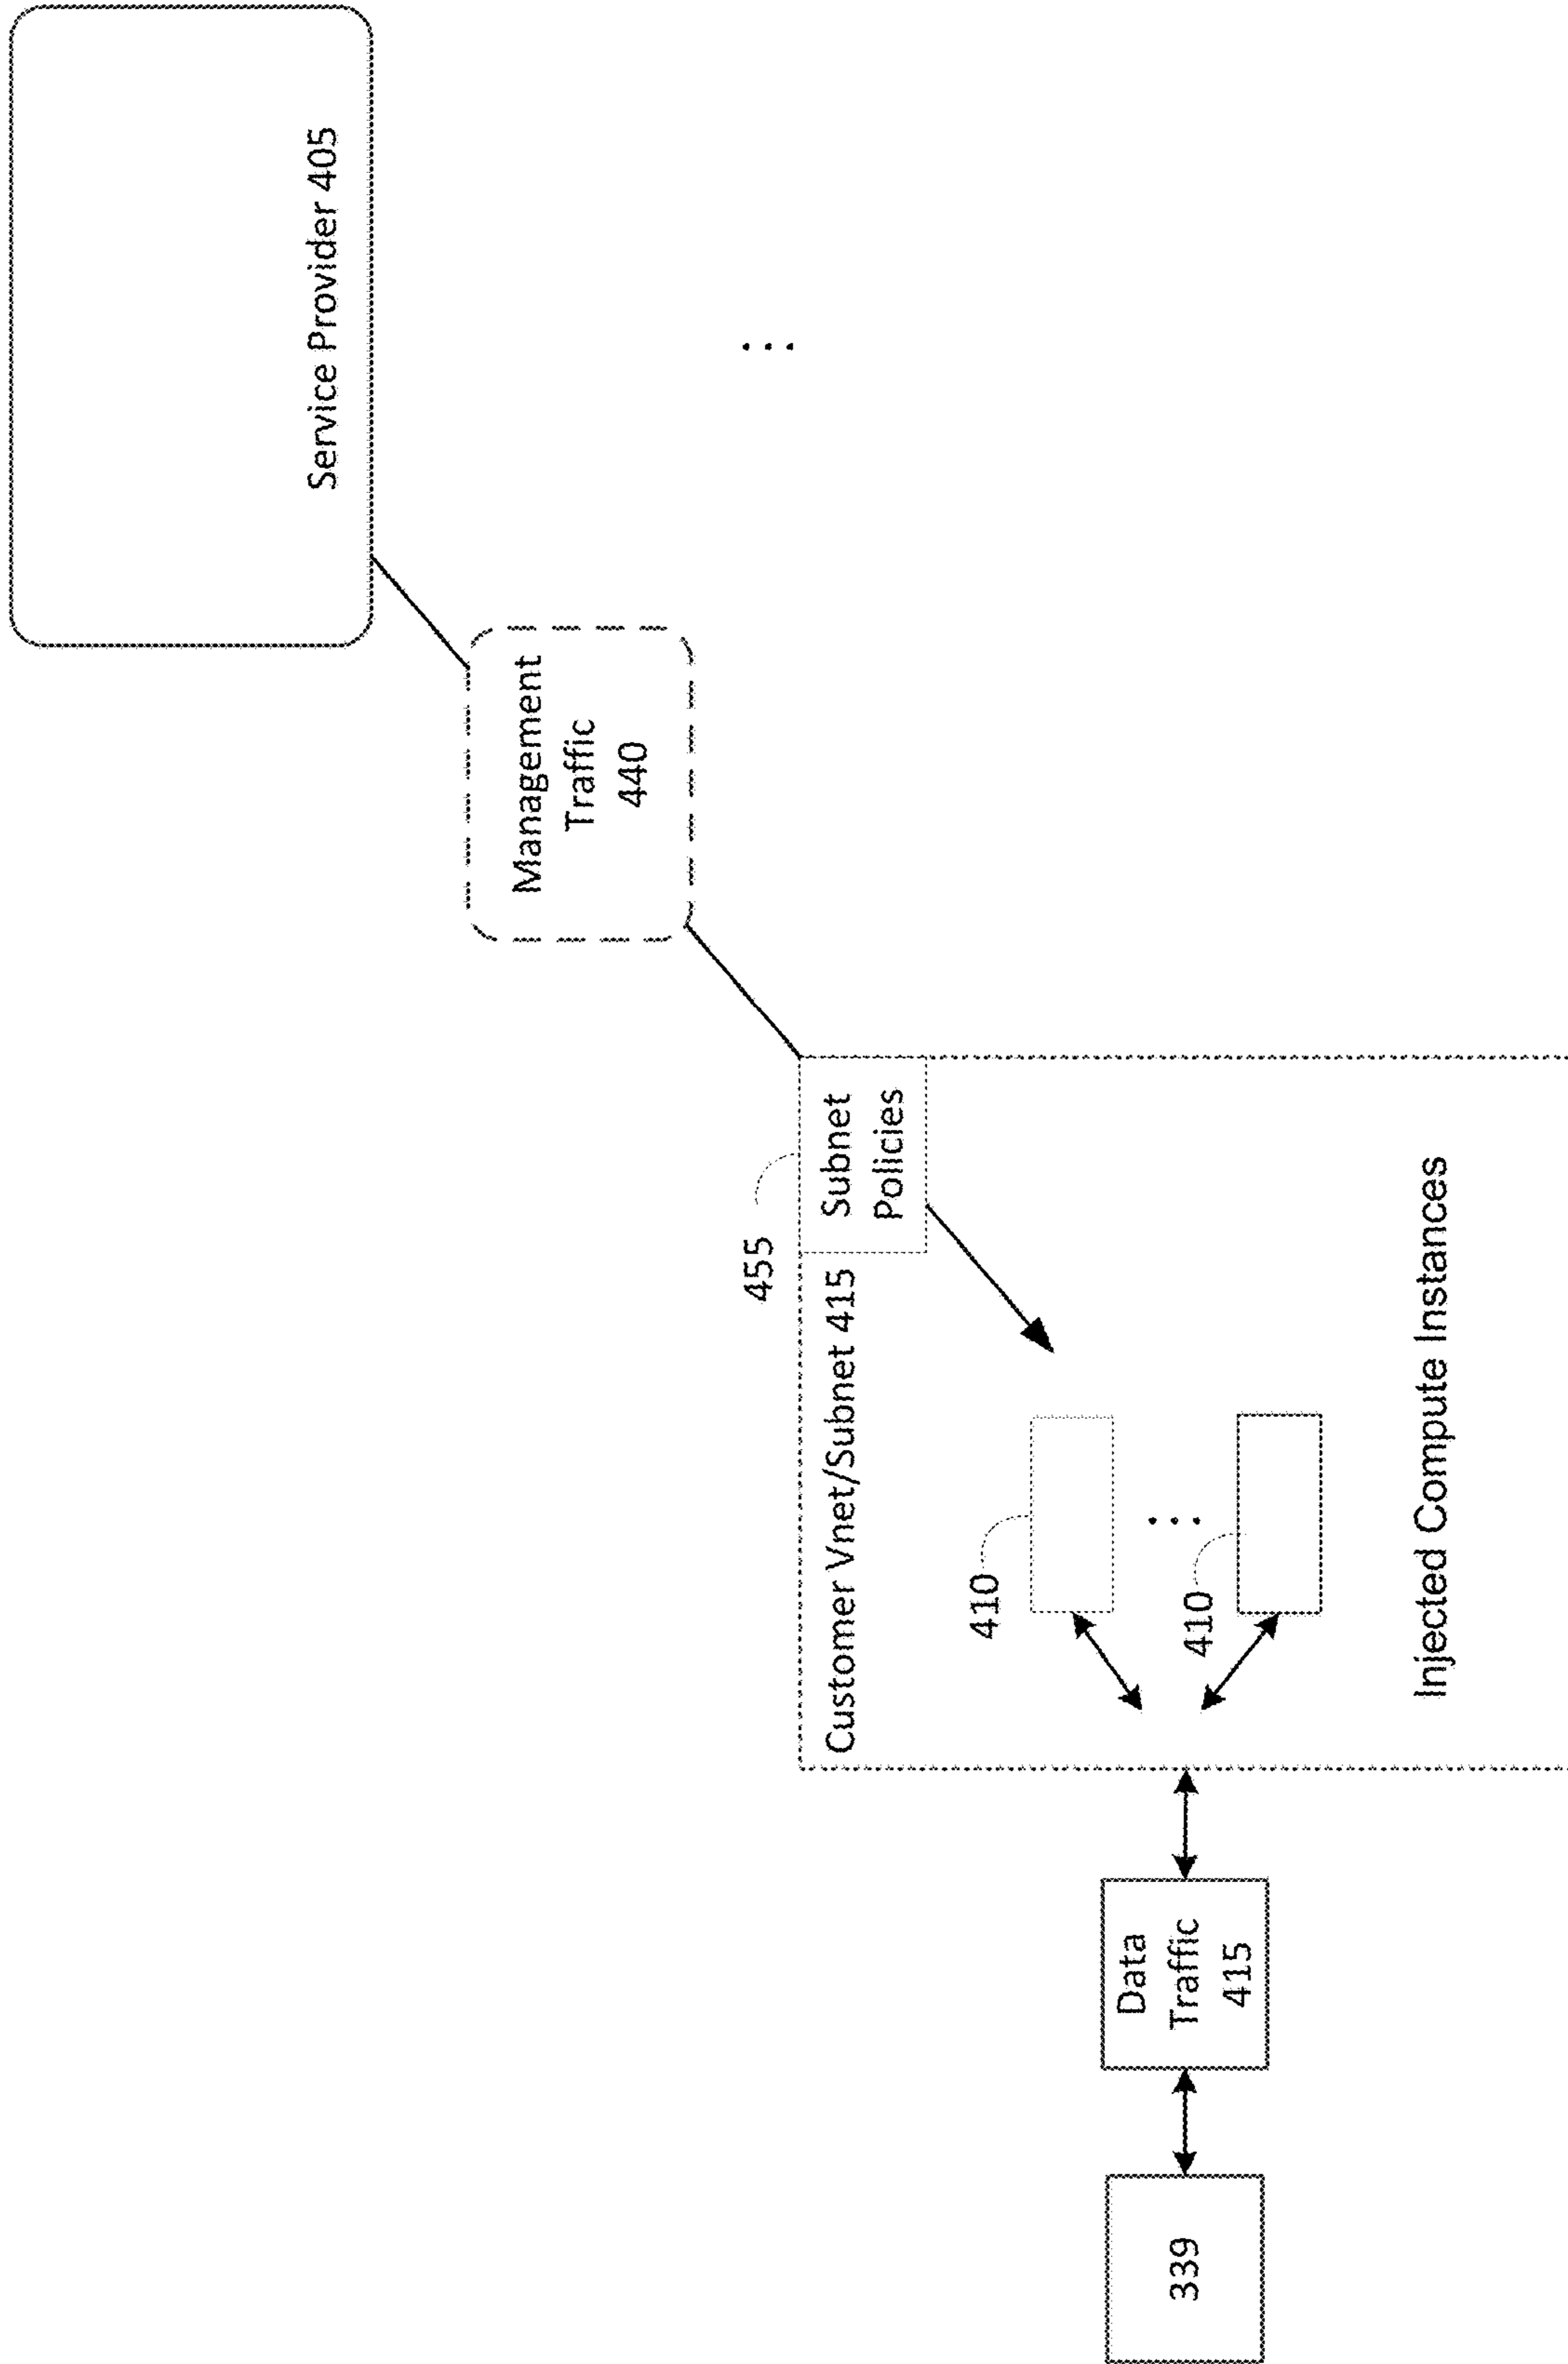 Service Provider 405
Management
Traffic
440
455
Subnet
Policies
Customer Vnet/Subnet 415
410
...
410
Injected Compute Instances
Data
Traffic
415
339
...